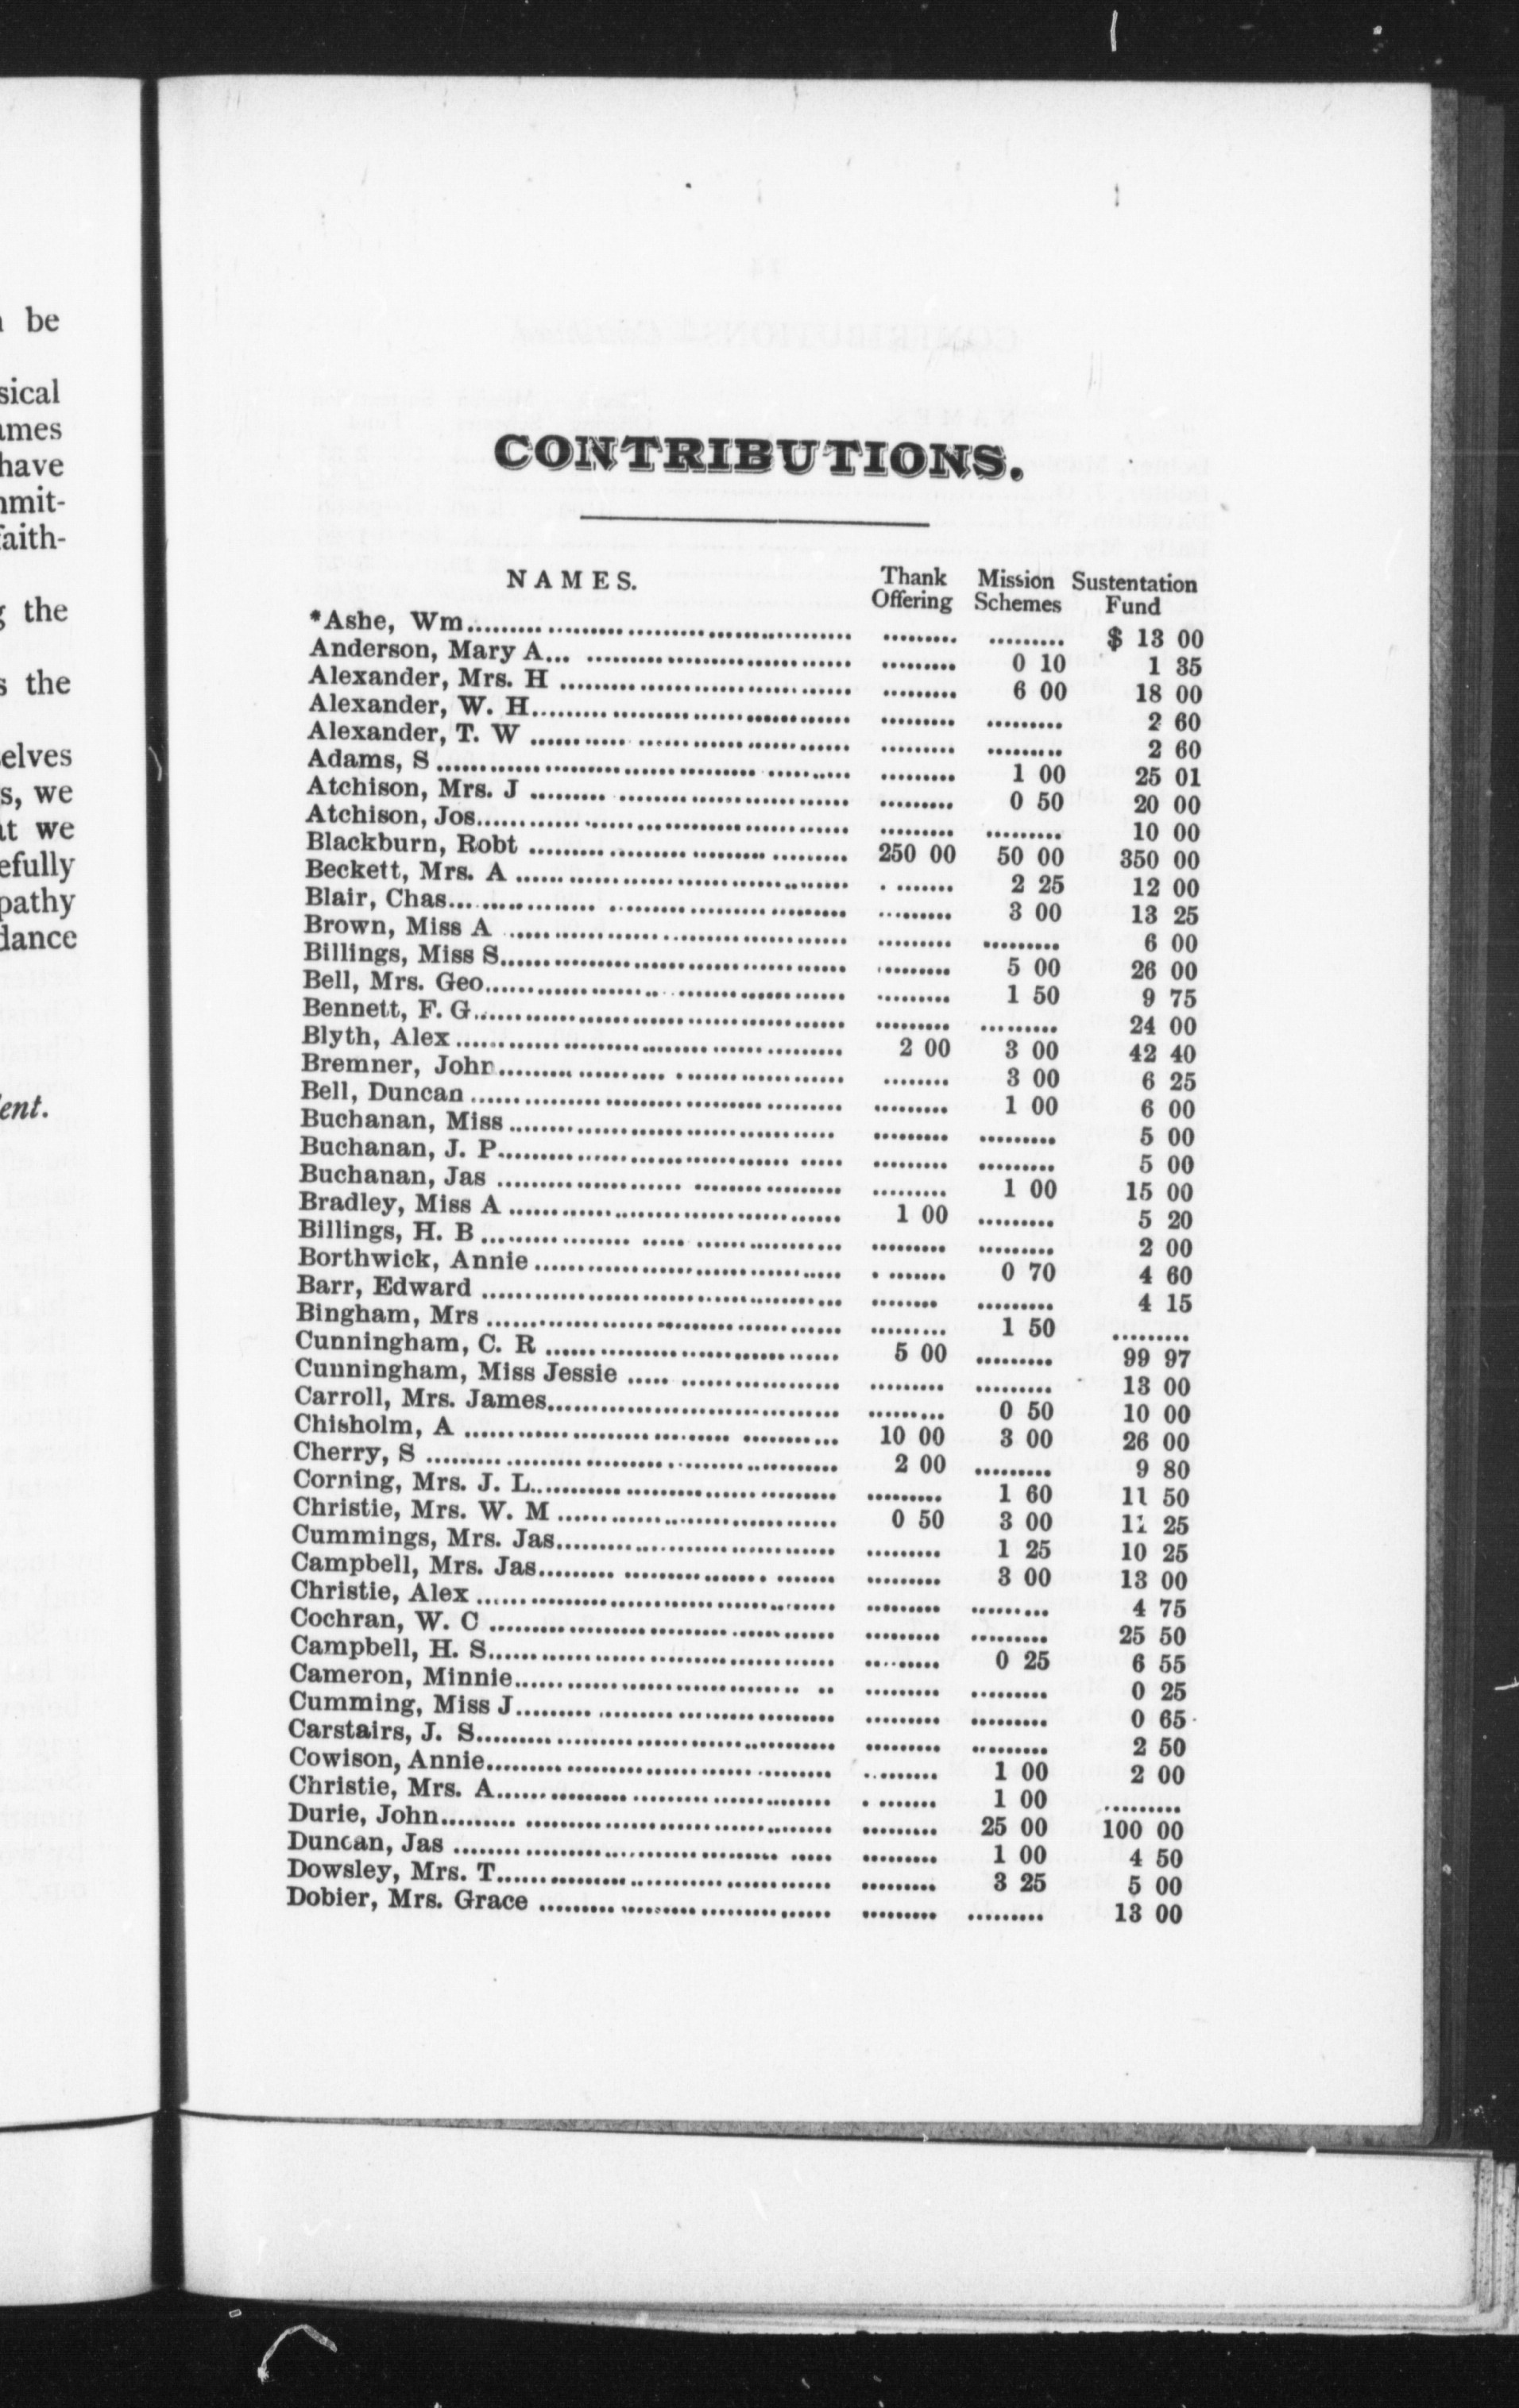 be
sical
ames
have
mmit-
faith-
the
s the
selves
s, we
at we
efully
pathy
dance
ent.
CONTRIBUTIONS.
NAMES. Thank Offering Mission Schemes Sustentation Fund
*Ashe, Wm.................. ......... ......... $ 13 00
Anderson, Mary A... .................. ......... 0 10 1 35
Alexander, Mrs. H .................. ......... 6 00 18 00
Alexander, W. H.................. ......... ......... 2 60
Alexander, T. W .................. ......... ......... 2 60
Adams, S .................. ......... 1 00 25 01
Atchison, Mrs. J .................. ......... 0 50 20 00
Atchison, Jos.................. ......... ......... 10 00
Blackburn, Robt .................. 250 00 50 00 350 00
Beckett, Mrs. A .................. ......... 2 25 12 00
Blair, Chas.................. ......... 3 00 13 25
Brown, Miss A .................. ......... ......... 6 00
Billings, Miss S.................. ......... 5 00 26 00
Bell, Mrs. Geo.................. ......... 1 50 9 75
Bennett, F. G.................. ......... ......... 24 00
Blyth, Alex .................. 2 00 3 00 42 40
Bremner, John.................. ......... 3 00 6 25
Bell, Duncan .................. ......... 1 00 6 00
Buchanan, Miss .................. ......... ......... 5 00
Buchanan, J. P.................. ......... ......... 5 00
Buchanan, Jas .................. ......... 1 00 15 00
Bradley, Miss A .................. 1 00 ......... 5 20
Billings, H. B .................. ......... ......... 2 00
Borthwick, Annie .................. ......... 0 70 4 60
Barr, Edward .................. ......... ......... 4 15
Bingham, Mrs .................. ......... 1 50 .........
Cunningham, C. R .................. 5 00 ......... 99 97
Cunningham, Miss Jessie .................. ......... ......... 13 00
Carroll, Mrs. James.................. ......... 0 50 10 00
Chisholm, A .................. 10 00 3 00 26 00
Cherry, S .................. 2 00 ......... 9 80
Corning, Mrs. J. L.................. ......... 1 60 11 50
Christie, Mrs. W. M .................. 0 50 3 00 11 25
Cummings, Mrs. Jas.................. ......... 1 25 10 25
Campbell, Mrs. Jas.................. ......... 3 00 13 00
Christie, Alex .................. ......... ......... 4 75
Cochran, W. C .................. ......... ......... 25 50
Campbell, H. S.................. ......... 0 25 6 55
Cameron, Minnie.................. ......... ......... 0 25
Cumming, Miss J.................. ......... ......... 0 65
Carstairs, J. S.................. ......... ......... 2 50
Cowison, Annie.................. ......... 1 00 2 00
Christie, Mrs. A.................. ......... 1 00 .........
Durie, John.................. ......... 25 00 100 00
Duncan, Jas .................. ......... 1 00 4 50
Dowsley, Mrs. T.................. ......... 3 25 5 00
Dobier, Mrs. Grace .................. ......... ......... 13 00